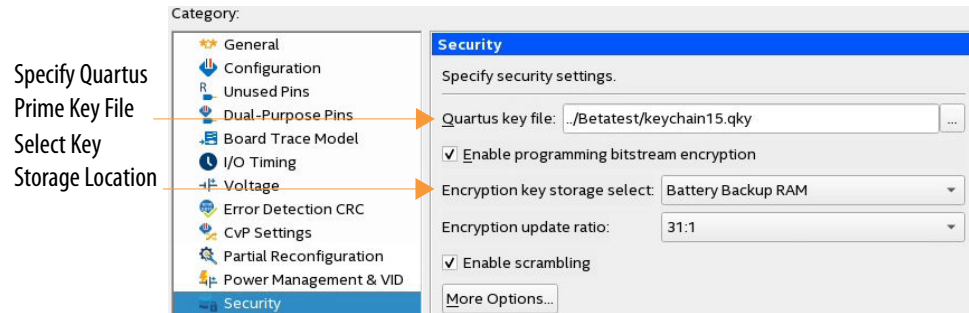 Category:
General
Configuration
Unused Pins
Dual-Purpose Pins
Board Trace Model
I/O Timing
Voltage
Error Detection CRC
CvP Settings
Partial Reconfiguration
Power Management & VID
Security
Specify Quartus
Prime Key File
Select Key
Storage Location
Security
Specify security settings.
Quartus key file: ../Betatest/keychain15.qky ...
Enable programming bitstream encryption
Encryption key storage select: Battery Backup RAM
Encryption update ratio: 31:1
Enable scrambling
More Options...